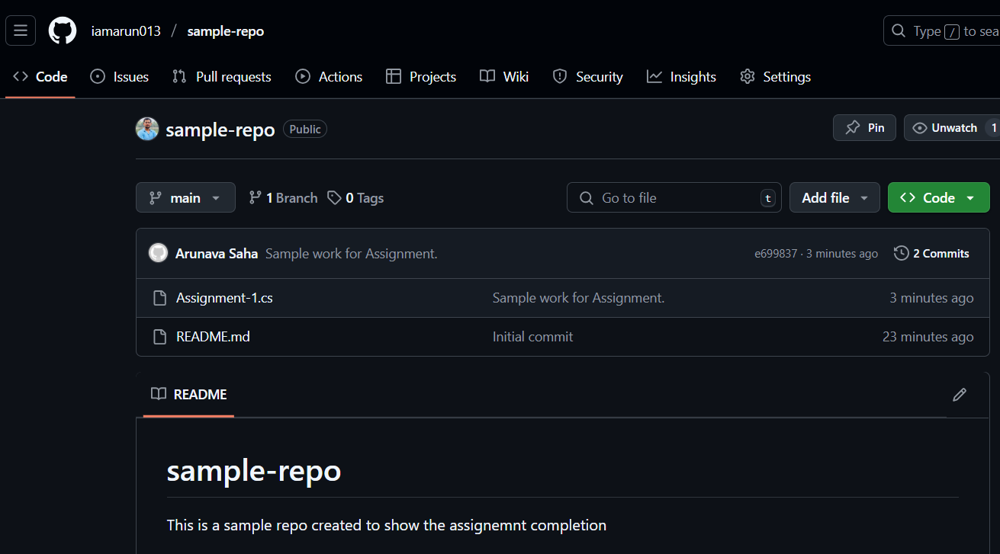 iamarun013 / sample-repo
Type / to sea
Code Issues Pull requests Actions Projects Wiki Security Insights Settings
sample-repo Public Pin Unwatch 1
main 1 Branch 0 Tags Go to file t Add file Code
Arunava Saha Sample work for Assignment. e699837 · 3 minutes ago 2 Commits
Assignment-1.cs Sample work for Assignment. 3 minutes ago
README.md Initial commit 23 minutes ago
README
sample-repo
This is a sample repo created to show the assignemnt completion